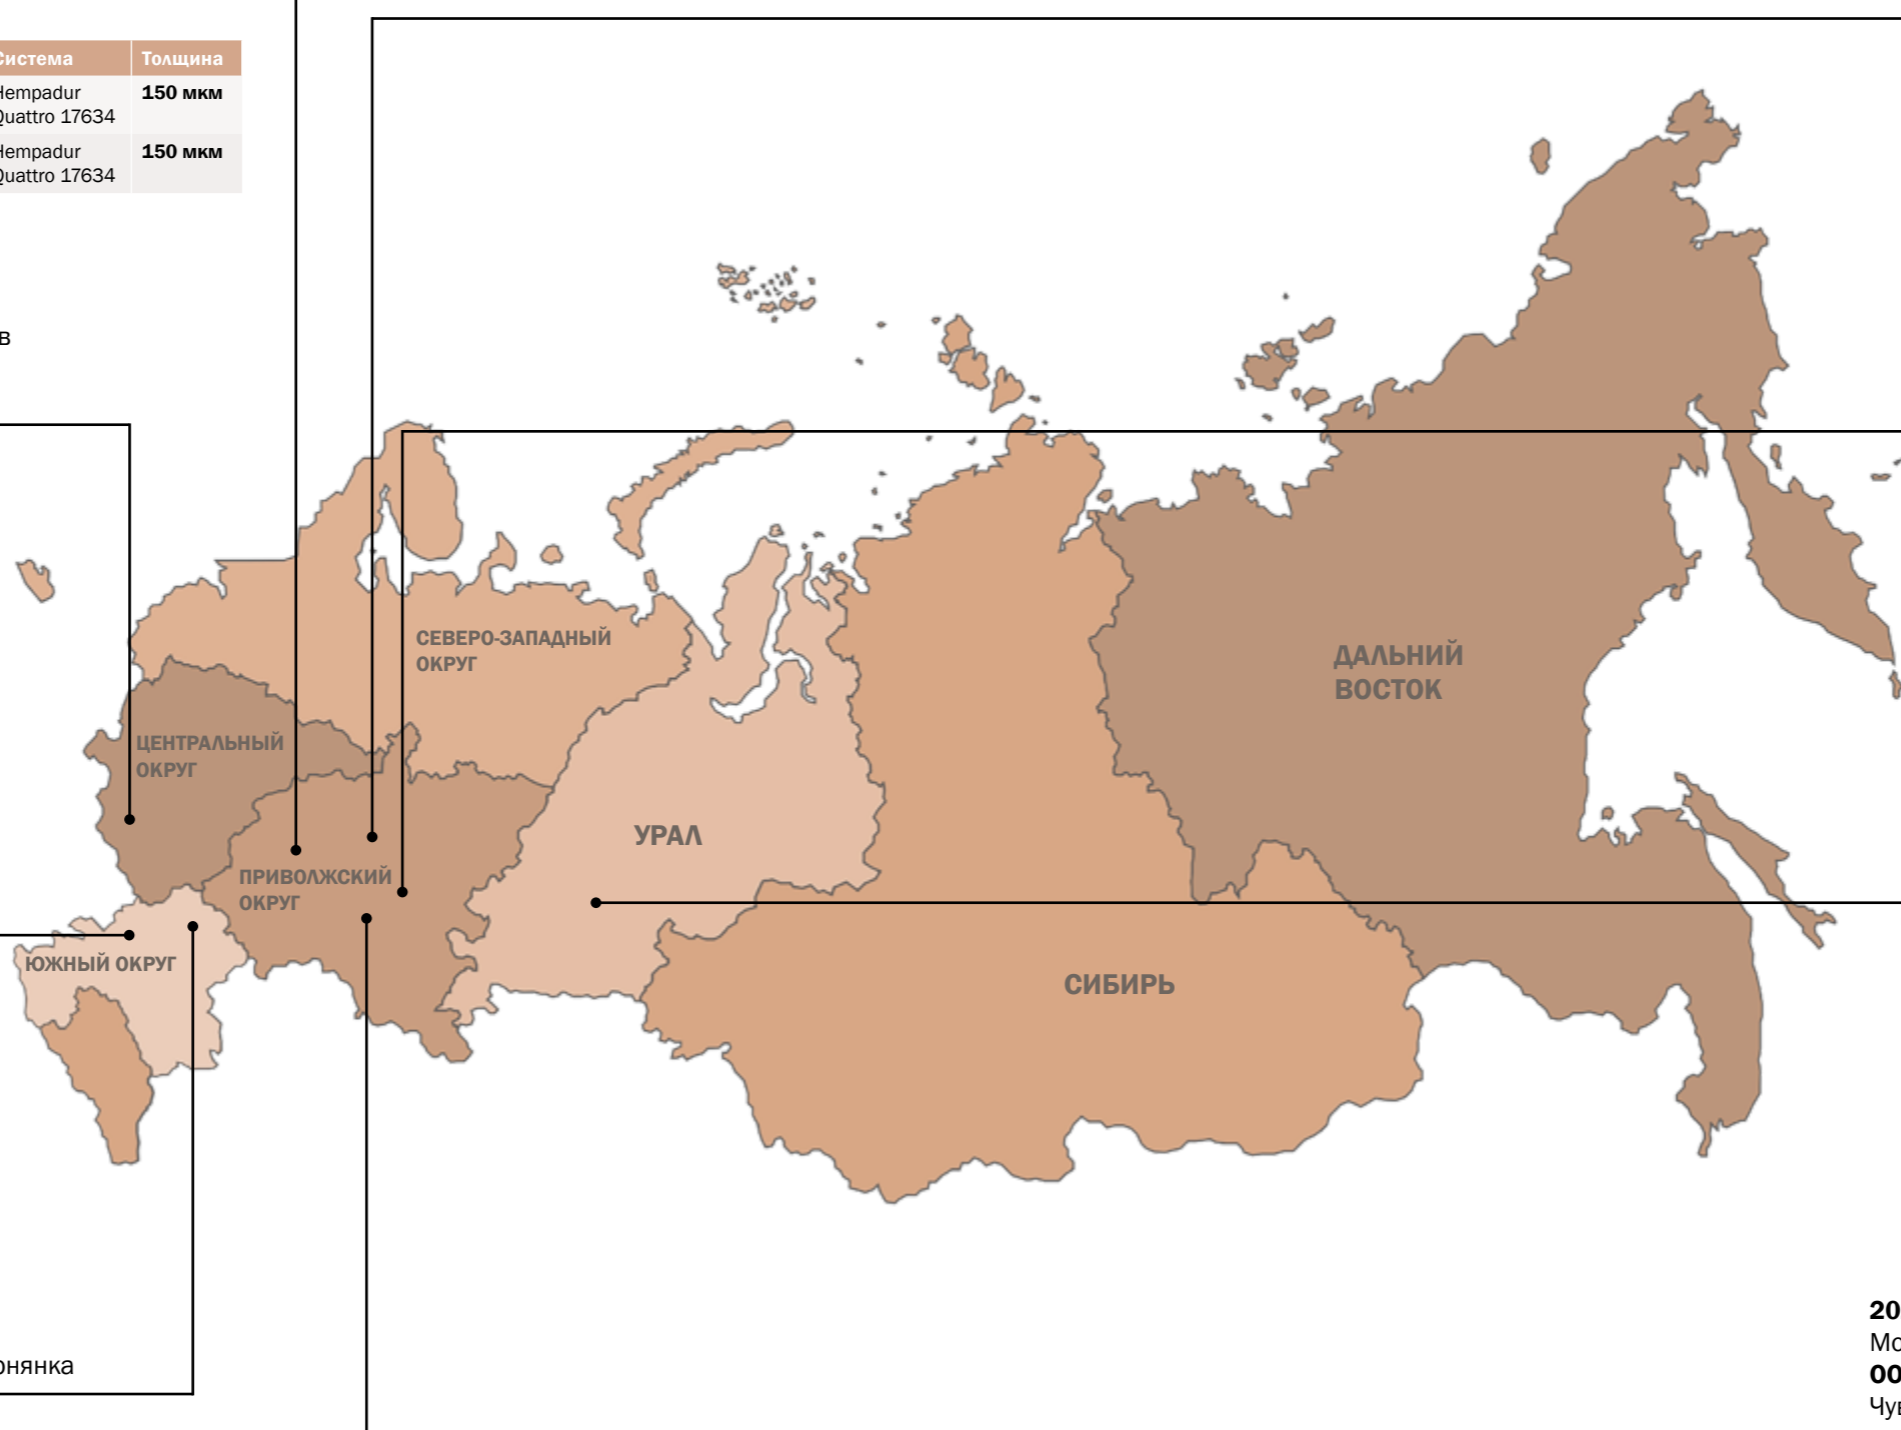 Система Толщина
Hempadur 150 мкм
Quattro 17634
Hempadur 150 мкм
Quattro 17634
в
СЕВЕРО-ЗАПАДНЫЙ
ОКРУГ
ДАЛЬНИЙ
ВОСТОК
ЦЕНТРАЛЬНЫЙ
ОКРУГ
УРАЛ
ПРИВОЛЖСКИЙ
ОКРУГ
ЮЖНЫЙ ОКРУГ
СИБИРЬ